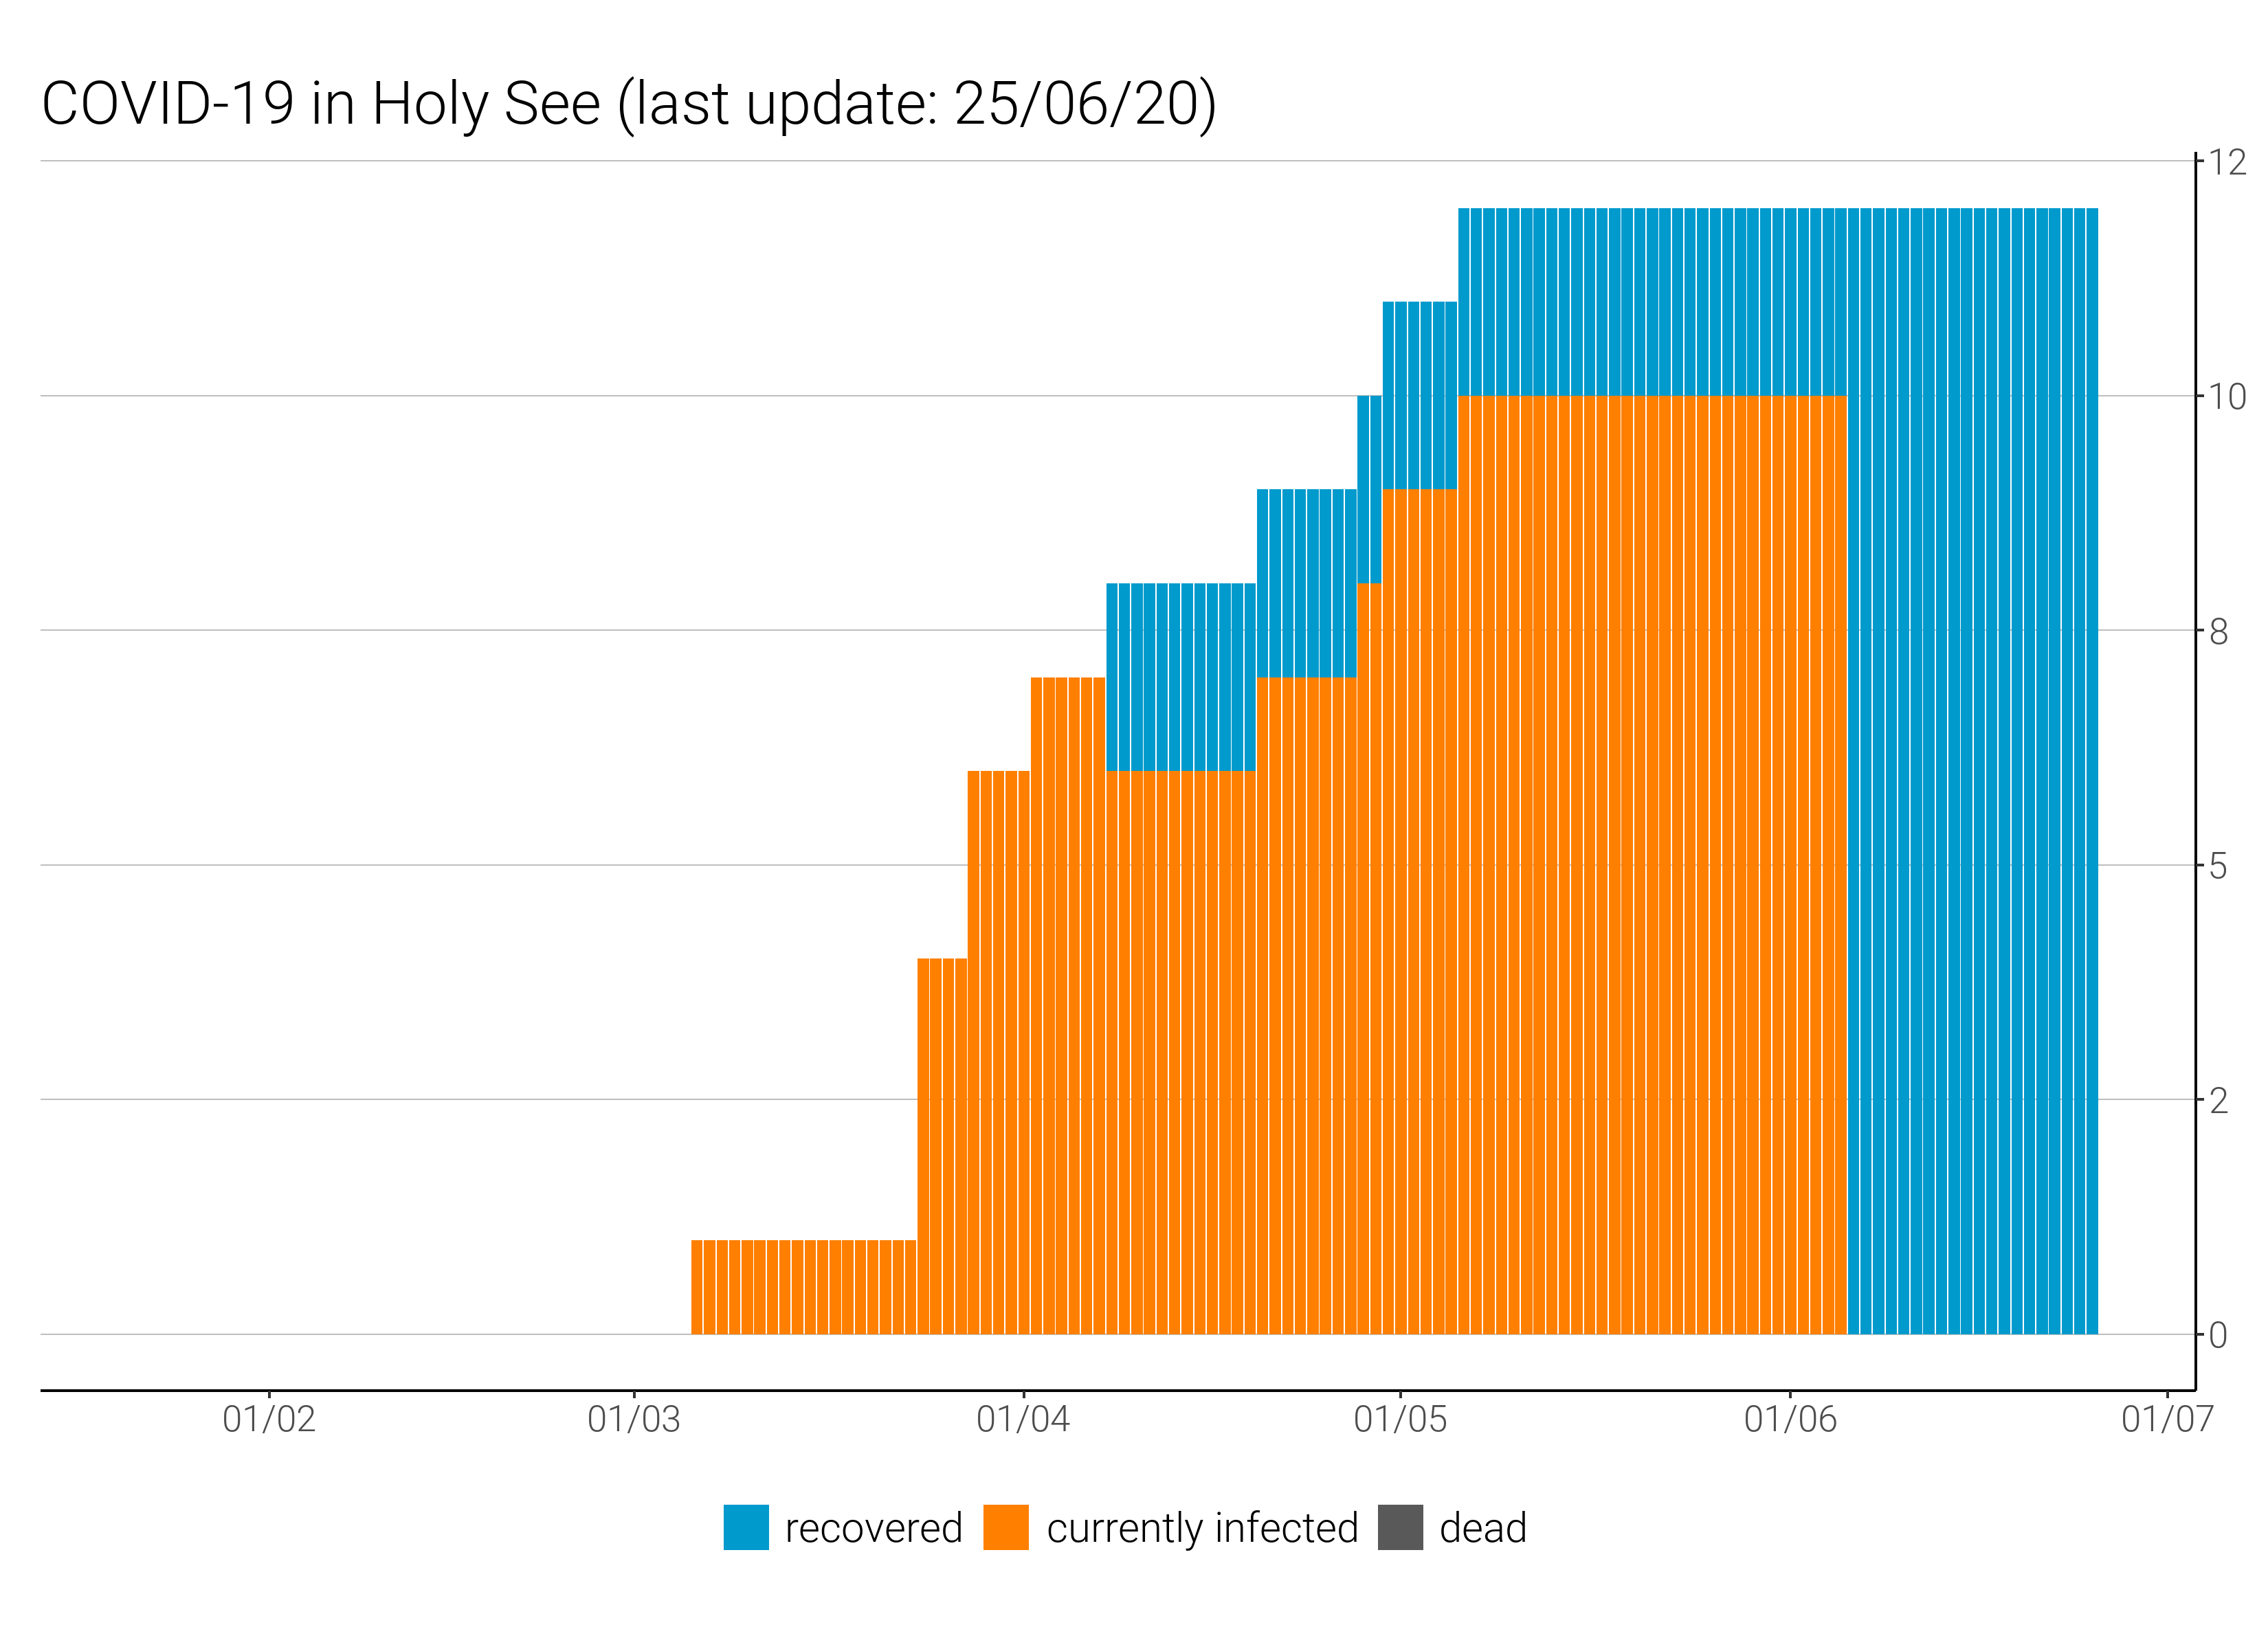 COVID-19 in Holy See (last update: 25/06/20)
12
10
8
5
2
0
01/02 01/03 01/04 01/05 01/06 01/07
recovered currently infected dead